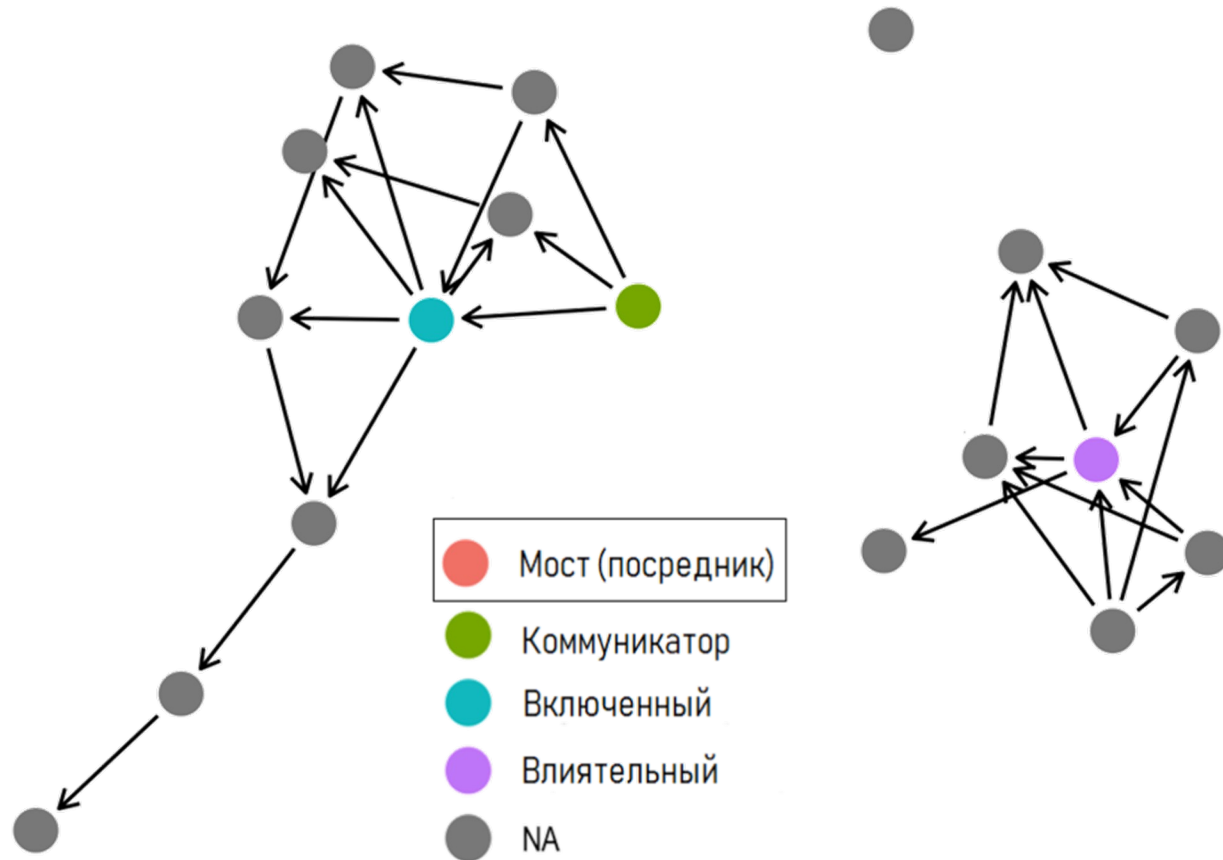 Мост (посредник)
Коммуникатор
Включенный
Влиятельный
NA